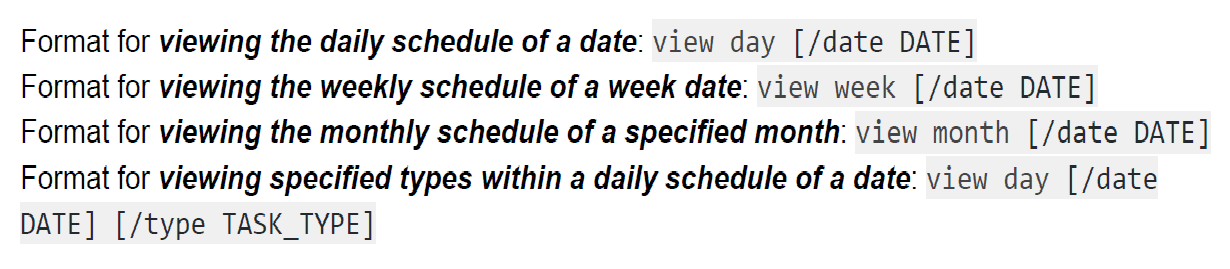 Format for viewing the daily schedule of a date: view day [/date DATE]
Format for viewing the weekly schedule of a week date: view week [/date DATE]
Format for viewing the monthly schedule of a specified month: view month [/date DATE]
Format for viewing specified types within a daily schedule of a date: view day [/date
DATE] [/type TASK_TYPE]